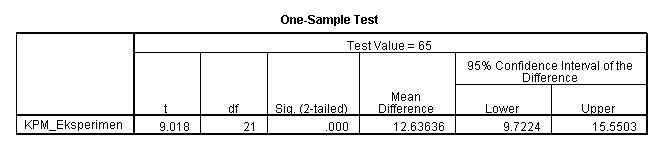 One-Sample Test
Test Value = 65
95% Confidence Interval of the
Difference
Mean
t df Sig. (2-tailed) Difference Lower Upper
KPM_Eksperimen 9.018 21 .000 12.63636 9.7224 15.5503